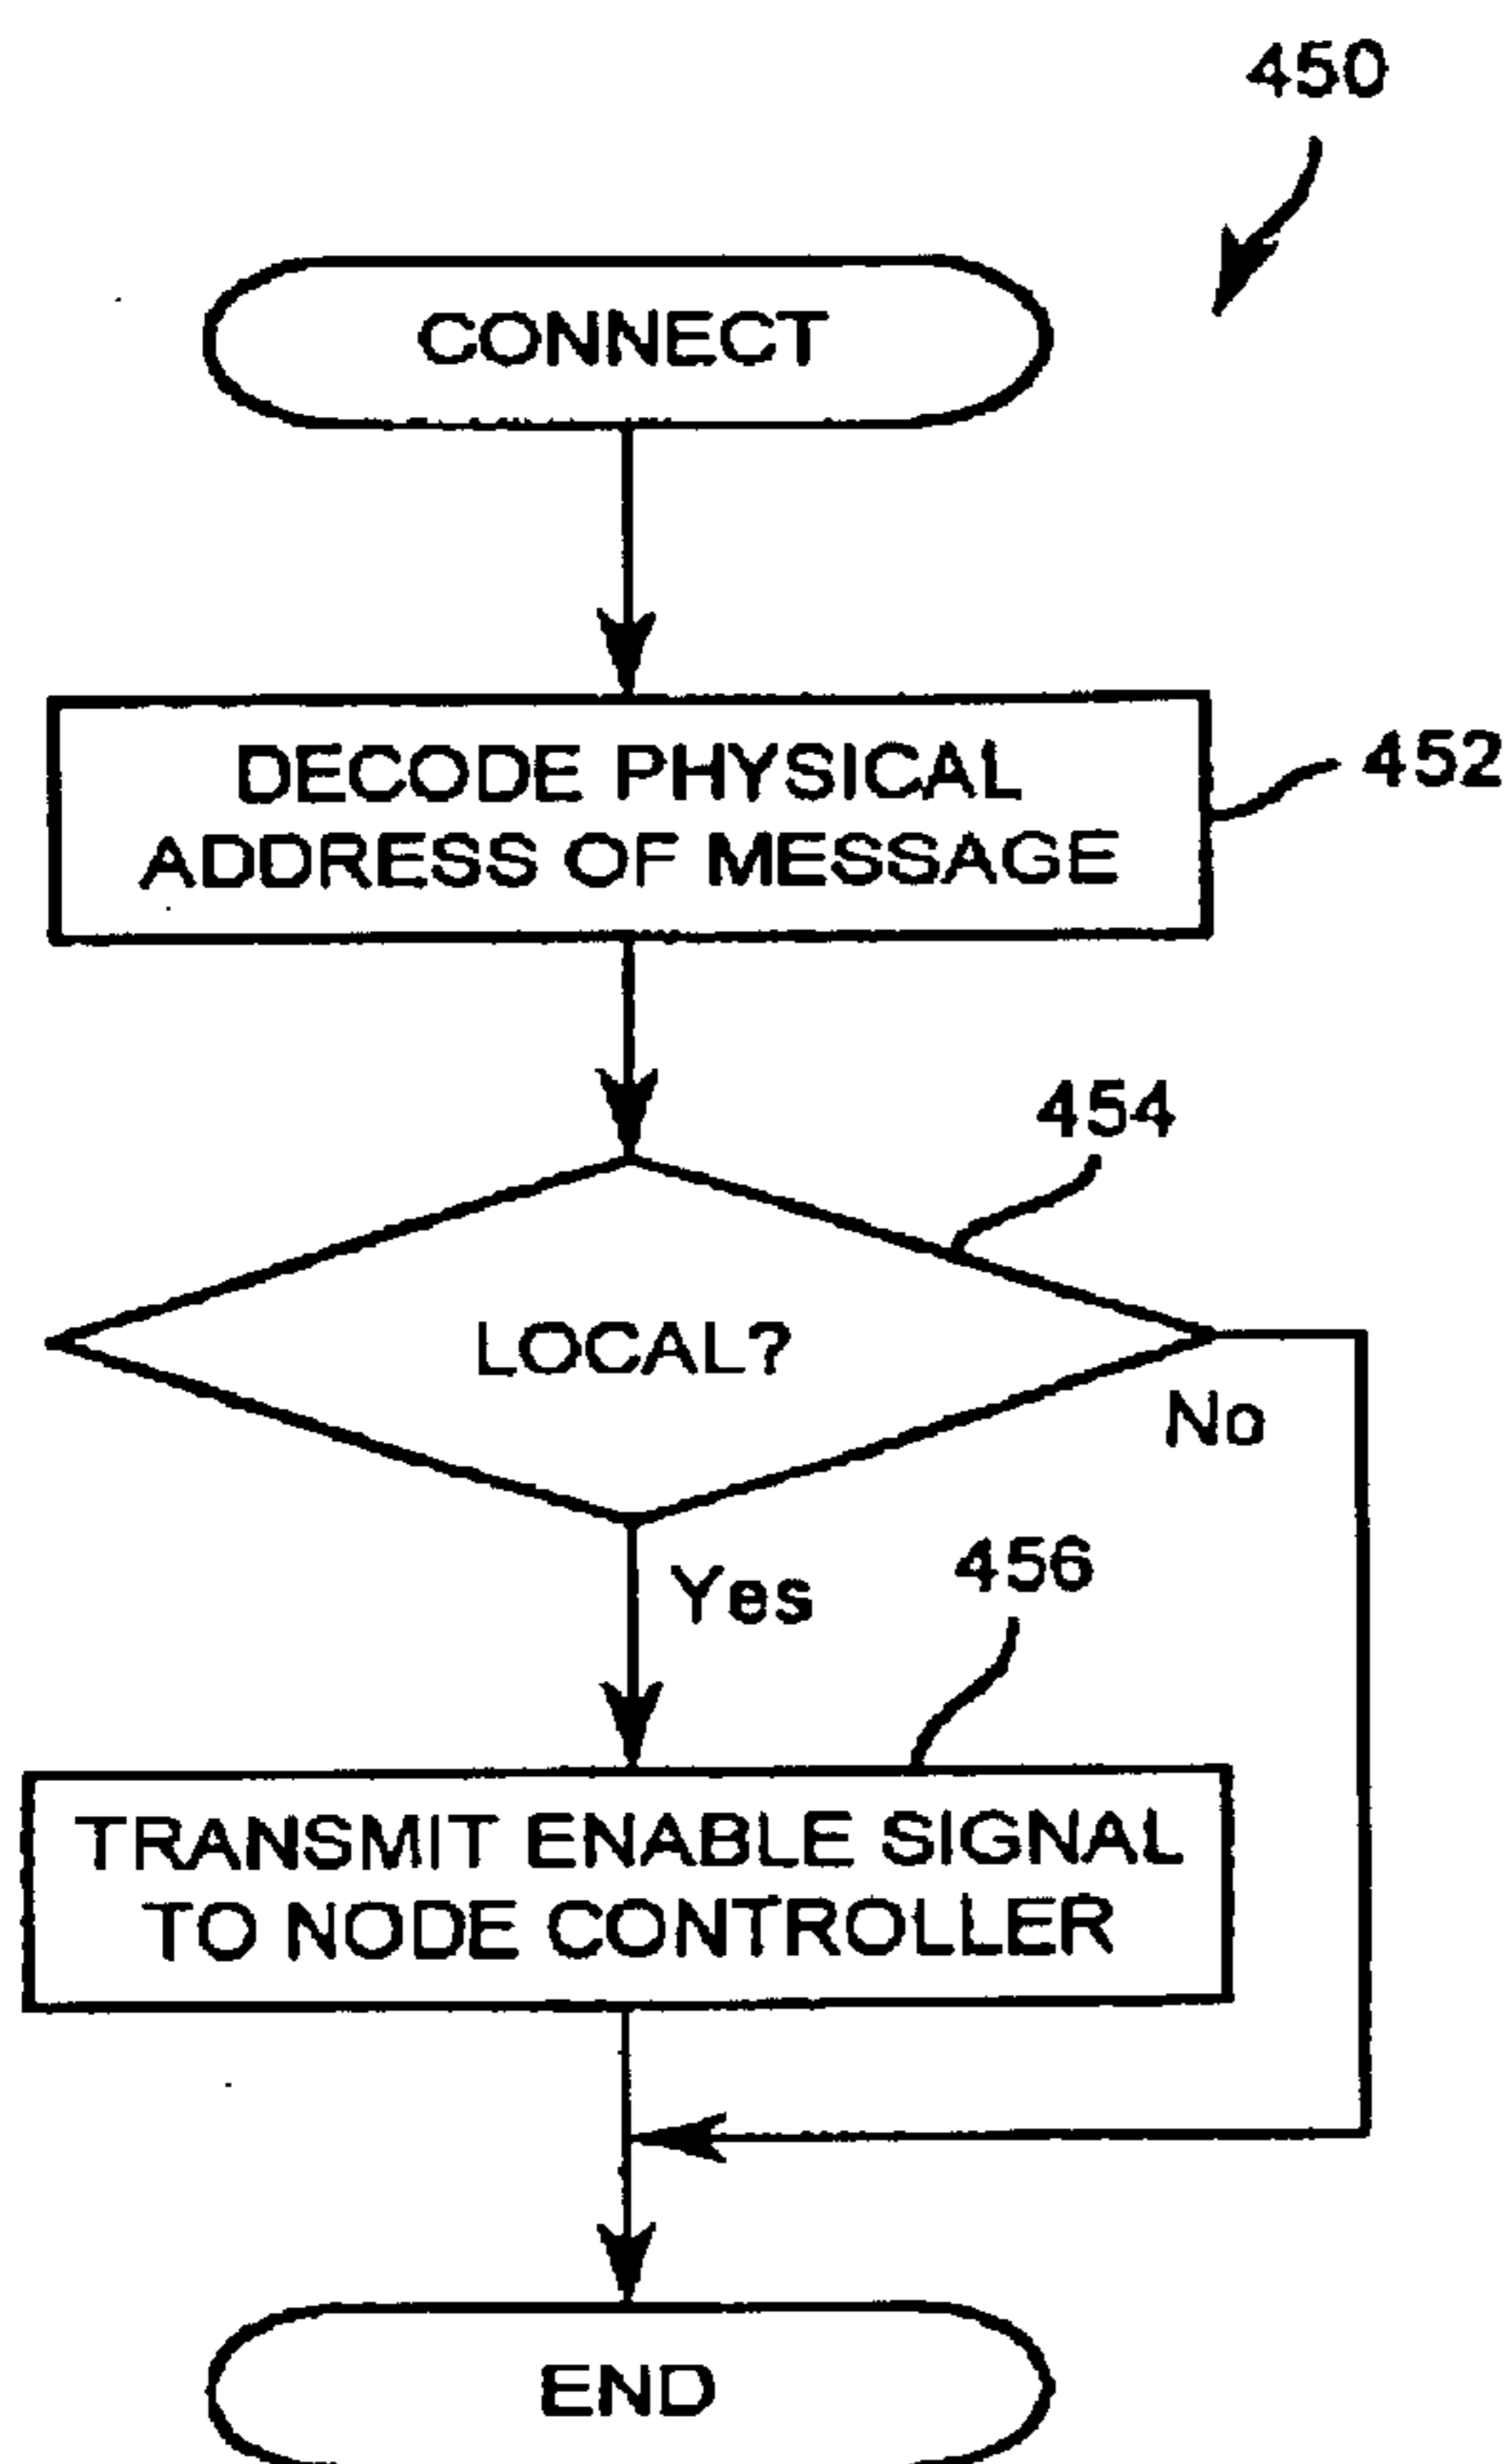 450
CONNECT
DECODE PHYSICAL
ADDRESS OF MESSAGE
452
454
LOCAL?
No
Yes
456
TRANSMIT ENABLE SIGNAL
TO NODE CONTROLLER
END